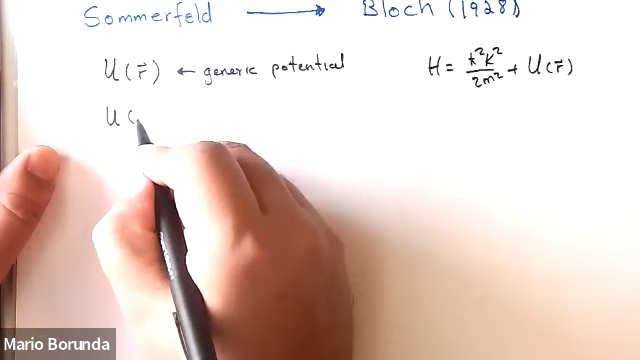 Sommerfeld → Bloch (1928)
U(r⃗) ← generic potential H = ħ²k²/2m² + U(r⃗)
U(
Mario Borunda